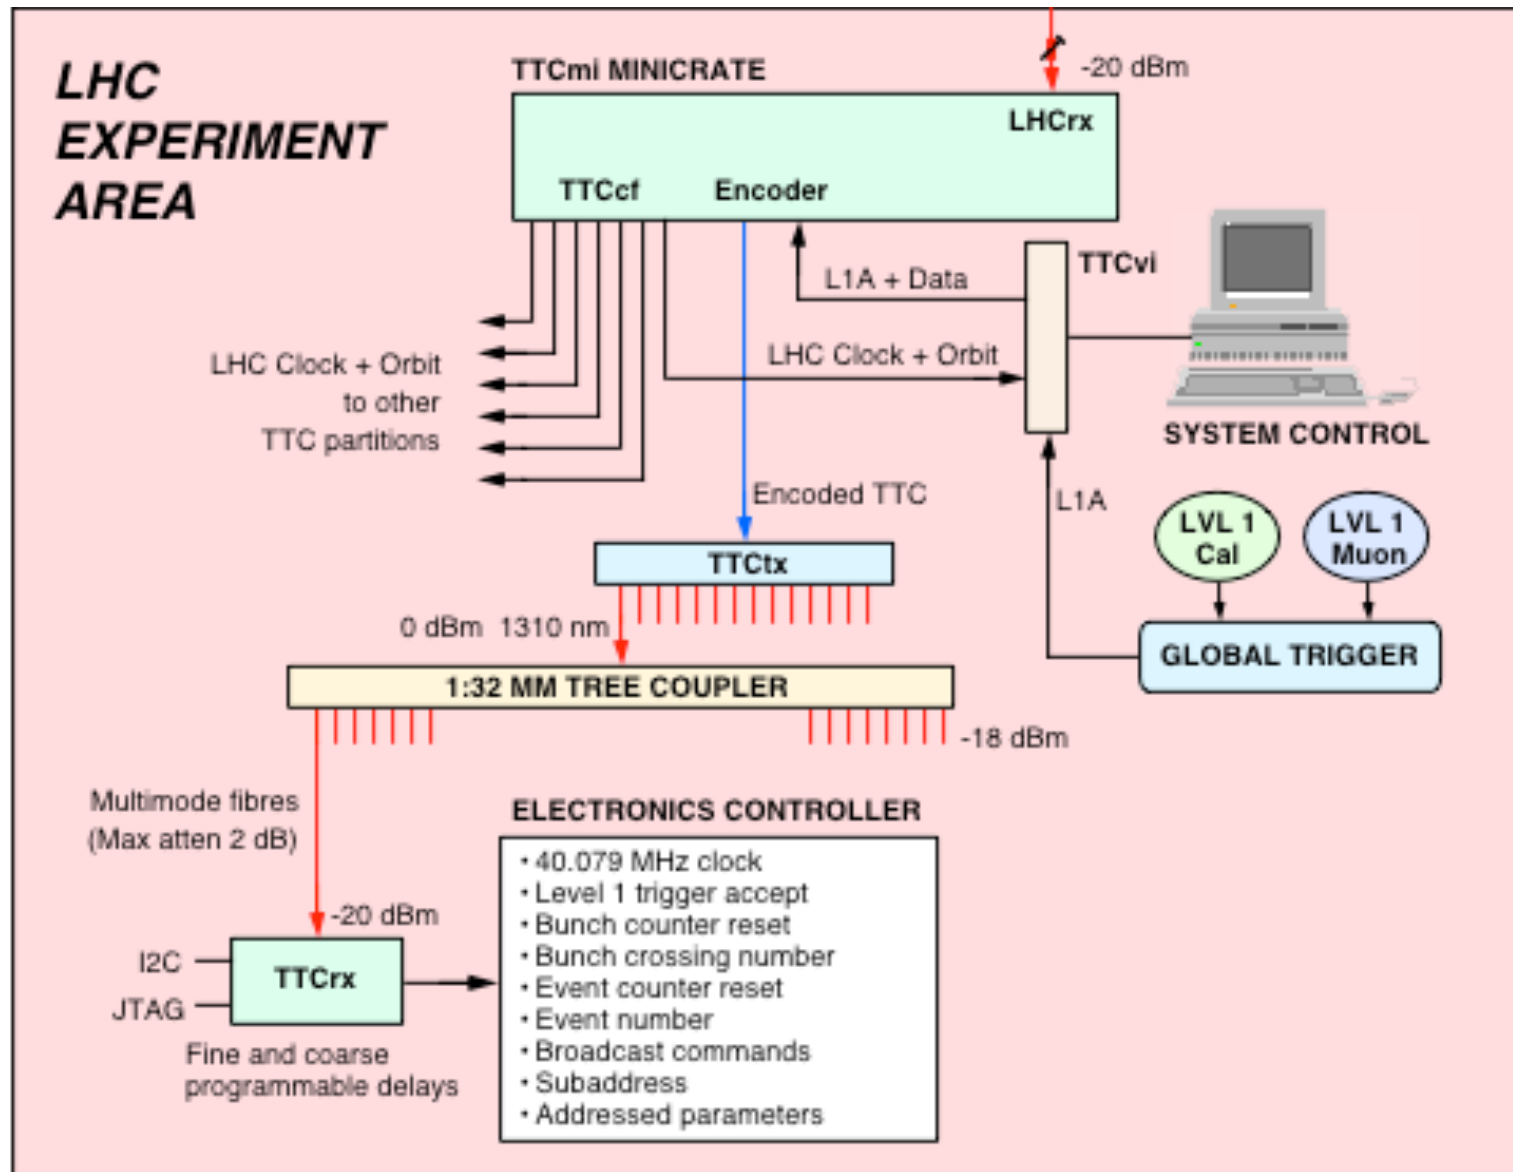 LHC
EXPERIMENT
AREA
TTCmi MINICRATE
-20 dBm
LHCrx
TTCcf
Encoder
TTCvi
L1A + Data
LHC Clock + Orbit
LHC Clock + Orbit
to other
TTC partitions
SYSTEM CONTROL
Encoded TTC
L1A
LVL 1
Cal
LVL 1
Muon
TTCtx
0 dBm 1310 nm
GLOBAL TRIGGER
1:32 MM TREE COUPLER
-18 dBm
Multimode fibres
(Max atten 2 dB)
-20 dBm
I2C
JTAG
TTCrx
Fine and coarse
programmable delays
ELECTRONICS CONTROLLER
• 40.079 MHz clock
• Level 1 trigger accept
• Bunch counter reset
• Bunch crossing number
• Event counter reset
• Event number
• Broadcast commands
• Subaddress
• Addressed parameters